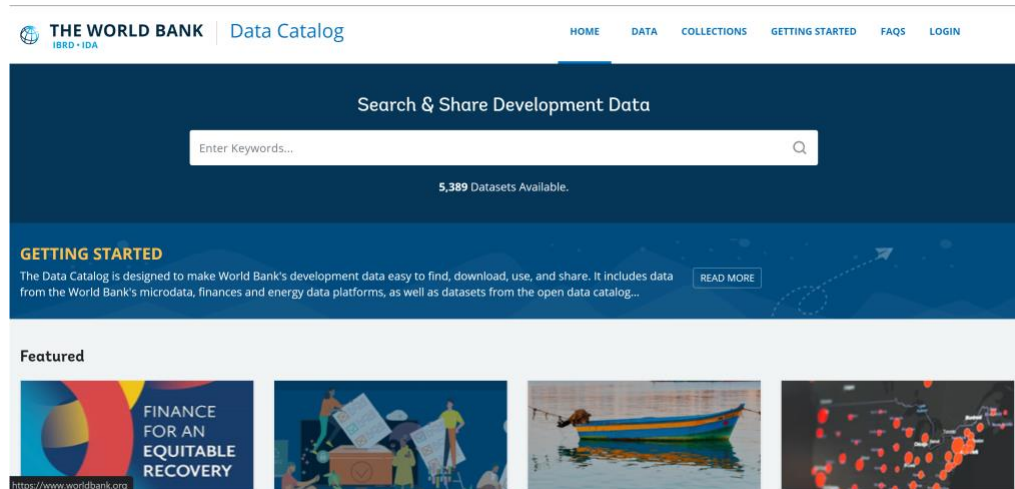 THE WORLD BANK
IBRD • IDA
Data Catalog
HOME DATA COLLECTIONS GETTING STARTED FAQS LOGIN
Search & Share Development Data
Enter Keywords...
5,389 Datasets Available.
GETTING STARTED
The Data Catalog is designed to make World Bank's development data easy to find, download, use, and share. It includes data
from the World Bank's microdata, finances and energy data platforms, as well as datasets from the open data catalog...
READ MORE
Featured
FINANCE
FOR AN
EQUITABLE
RECOVERY
https://www.worldbank.org